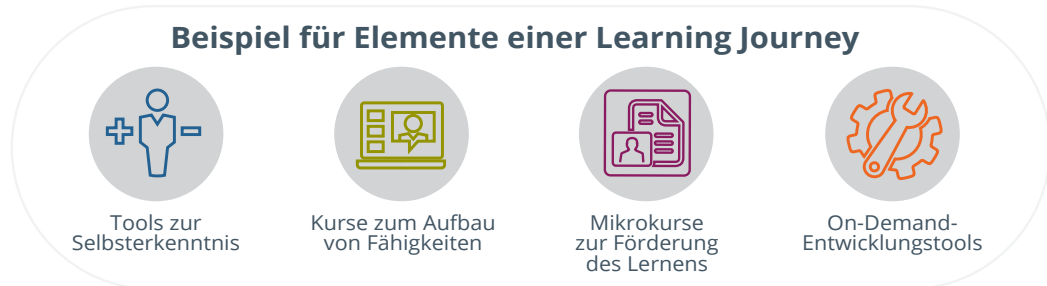 Beispiel für Elemente einer Learning Journey
Tools zur
Selbsterkenntnis
Kurse zum Aufbau
von Fähigkeiten
Mikrokurse
zur Förderung
des Lernens
On-Demand-
Entwicklungstools